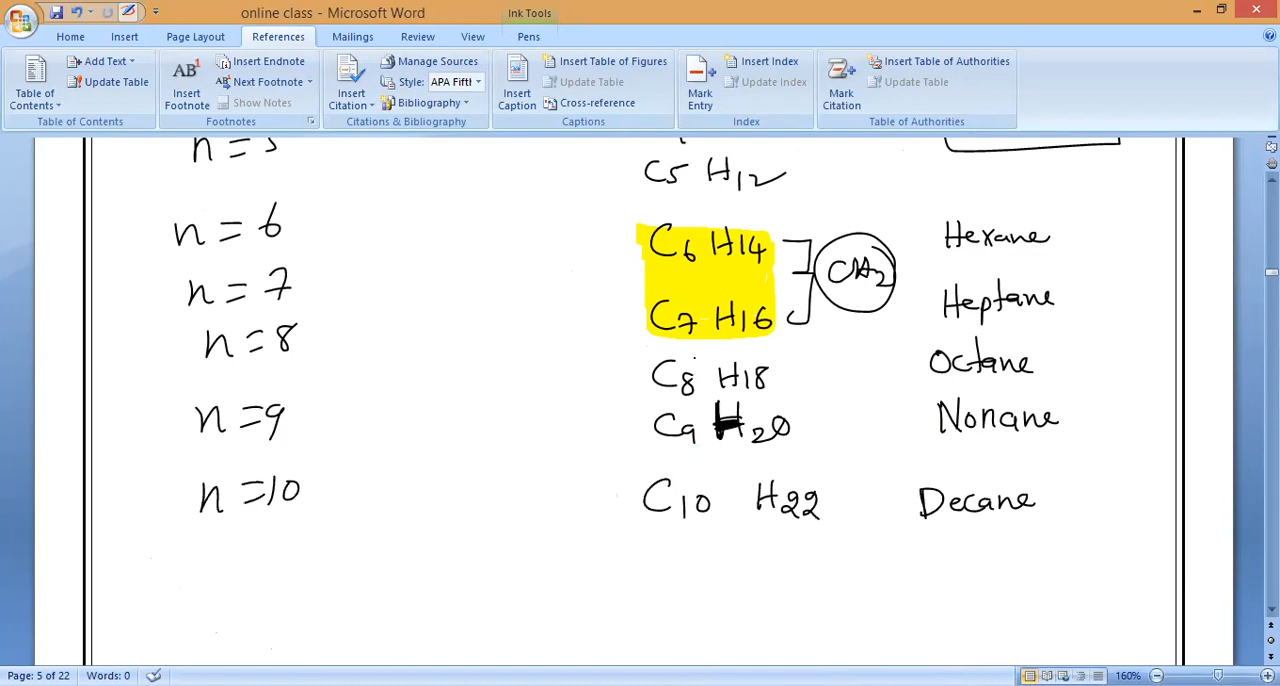 online class - Microsoft Word
Ink Tools
Home Insert Page Layout References Mailings Review View Pens
Table of Contents
Add Text
Update Table
Table of Contents
AB1
Insert Footnote
Insert Endnote
Next Footnote
Show Notes
Footnotes
Insert Citation
Manage Sources
Style: APA Fifth
Bibliography
Citations & Bibliography
Insert Caption
Insert Table of Figures
Update Table
Cross-reference
Captions
Mark Entry
Insert Index
Update Index
Index
Mark Citation
Insert Table of Authorities
Update Table
Table of Authorities
n = 5
C5 H12
n = 6 C6 H14 Hexane
CH2
n = 7 C7 H16 Heptane
n = 8 C8 H18 Octane
n = 9 C9 H20 Nonane
n = 10 C10 H22 Decane
Page: 5 of 22 Words: 0 160%